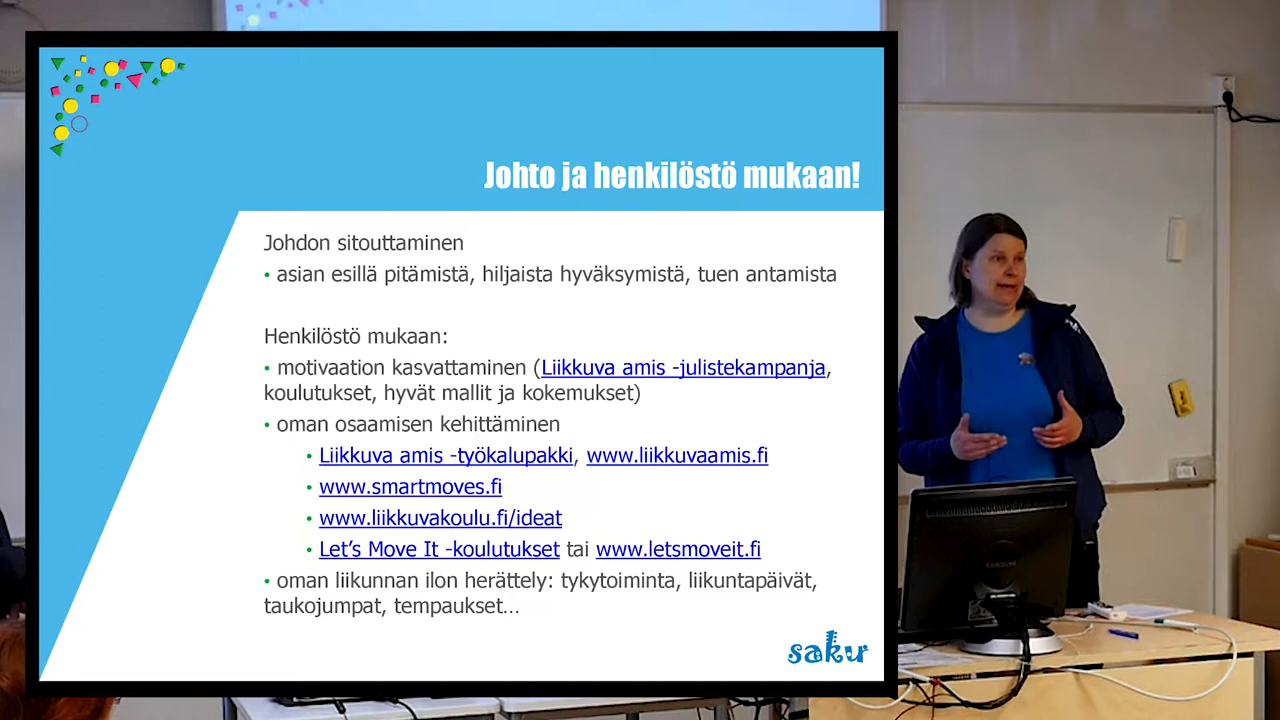 Johto ja henkilöstö mukaan!
Johdon sitouttaminen
• asian esillä pitämistä, hiljaista hyväksymistä, tuen antamista
Henkilöstö mukaan:
• motivaation kasvattaminen (Liikkuva amis -julistekampanja,
koulutukset, hyvät mallit ja kokemukset)
• oman osaamisen kehittäminen
• Liikkuva amis -työkalupakki, www.liikkuvaamis.fi
• www.smartmoves.fi
• www.liikkuvakoulu.fi/ideat
• Let's Move It -koulutukset tai www.letsmoveit.fi
• oman liikunnan ilon herättely: tykytoiminta, liikuntapäivät,
taukojumpat, tempaukset...
saku
SAMSUNG